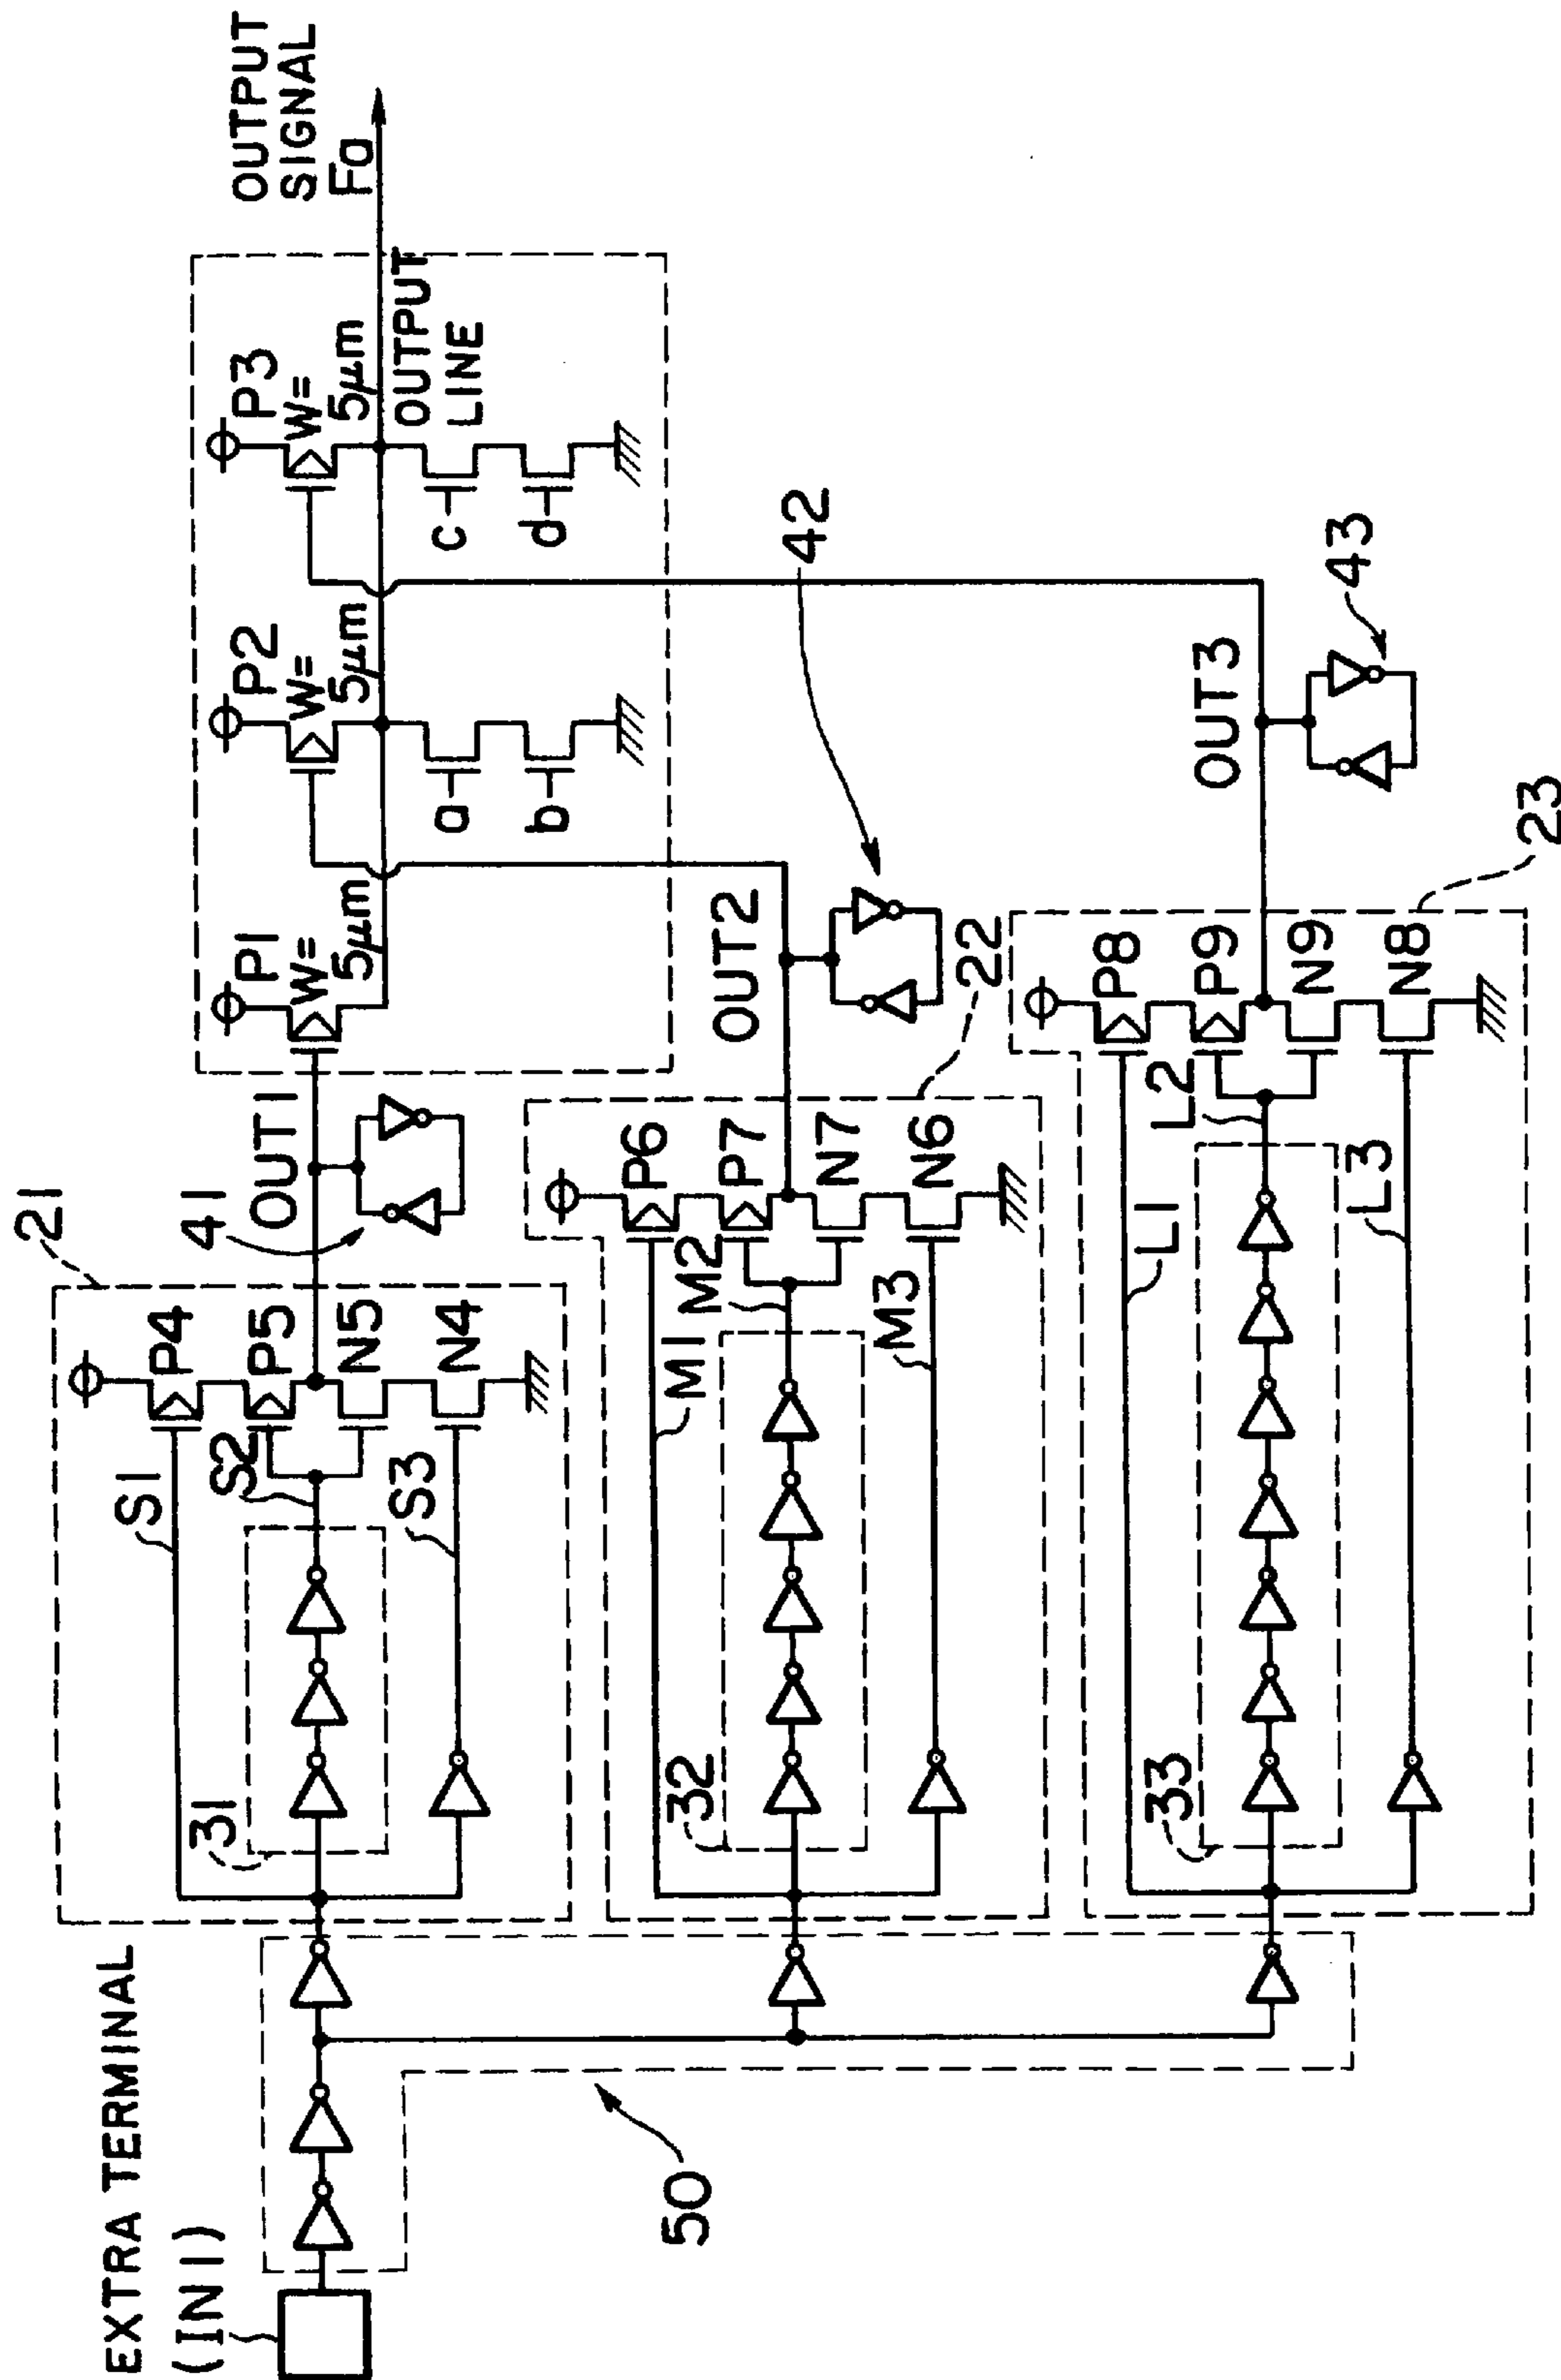 EXTRA TERMINAL
(IN1)
50
21
31
S1
S2
S3
P4
P5
N5
N4
41
OUT1
P1
W=
5μm
P2
W=
5μm
P3
W=
5μm
a
b
c
d
OUTPUT
LINE
OUTPUT
SIGNAL
Fa
32
M1
M2
M3
P6
P7
N7
N6
22
OUT2
42
33
L1
L2
L3
P8
P9
N9
N8
23
OUT3
43